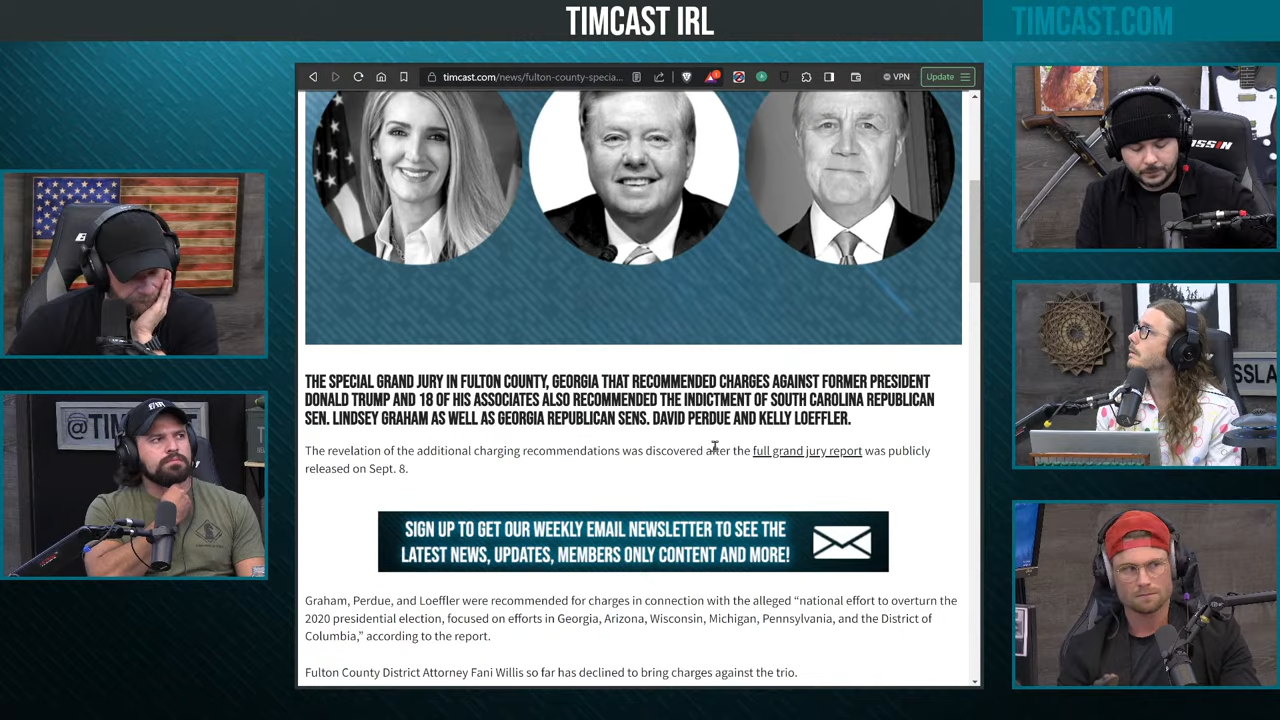 TIMCAST IRL
TIMCAST.COM
timcast.com/news/fulton-county-specia...
VPN
Update
THE SPECIAL GRAND JURY IN FULTON COUNTY, GEORGIA THAT RECOMMENDED CHARGES AGAINST FORMER PRESIDENT
DONALD TRUMP AND 18 OF HIS ASSOCIATES ALSO RECOMMENDED THE INDICTMENT OF SOUTH CAROLINA REPUBLICAN
SEN. LINDSEY GRAHAM AS WELL AS GEORGIA REPUBLICAN SENS. DAVID PERDUE AND KELLY LOEFFLER.
The revelation of the additional charging recommendations was discovered after the full grand jury report was publicly
released on Sept. 8.
SIGN UP TO GET OUR WEEKLY EMAIL NEWSLETTER TO SEE THE
LATEST NEWS, UPDATES, MEMBERS ONLY CONTENT AND MORE!
Graham, Perdue, and Loeffler were recommended for charges in connection with the alleged “national effort to overturn the
2020 presidential election, focused on efforts in Georgia, Arizona, Wisconsin, Michigan, Pennsylvania, and the District of
Columbia,” according to the report.
Fulton County District Attorney Fani Willis so far has declined to bring charges against the trio.
@TIM